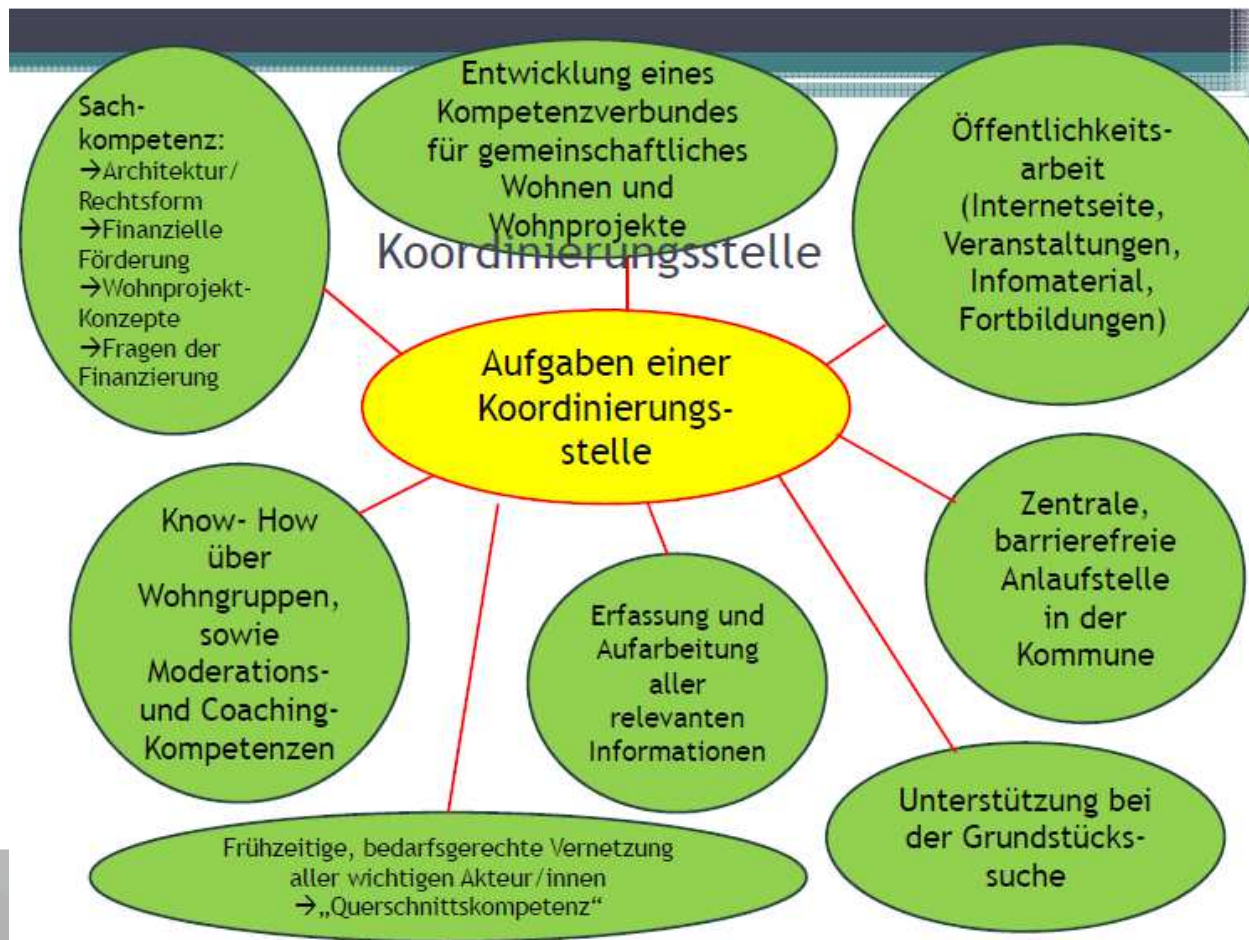 Sach-
kompetenz:
→Architektur/
Rechtsform
→Finanzielle
Förderung
→Wohnprojekt-
Konzepte
→Fragen der
Finanzierung
Entwicklung eines
Kompetenzverbundes
für gemeinschaftliches
Wohnen und
Wohnprojekte
Koordinierungsstelle
Öffentlichkeits-
arbeit
(Internetseite,
Veranstaltungen,
Infomaterial,
Fortbildungen)
Aufgaben einer
Koordinierungs-
stelle
Know- How
über
Wohngruppen,
sowie
Moderations-
und Coaching-
Kompetenzen
Erfassung und
Aufarbeitung
aller
relevanten
Informationen
Zentrale,
barrierefreie
Anlaufstelle
in der
Kommune
Frühzeitige, bedarfsgerechte Vernetzung
aller wichtigen Akteur/innen
→„Querschnittskompetenz“
Unterstützung bei
der Grundstücks-
suche